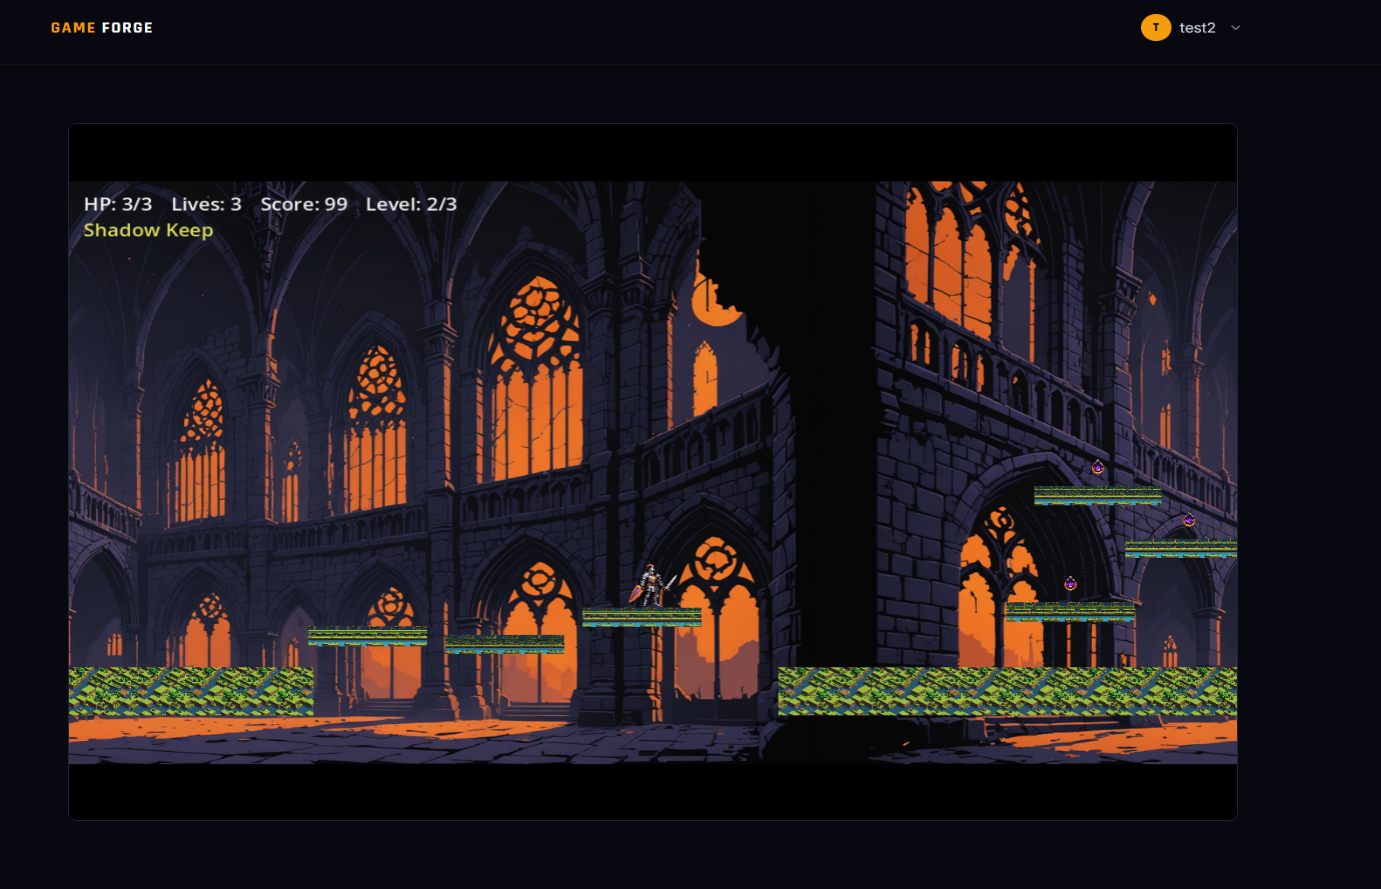 GAME FORGE
T test2
HP: 3/3 Lives: 3 Score: 99 Level: 2/3
Shadow Keep